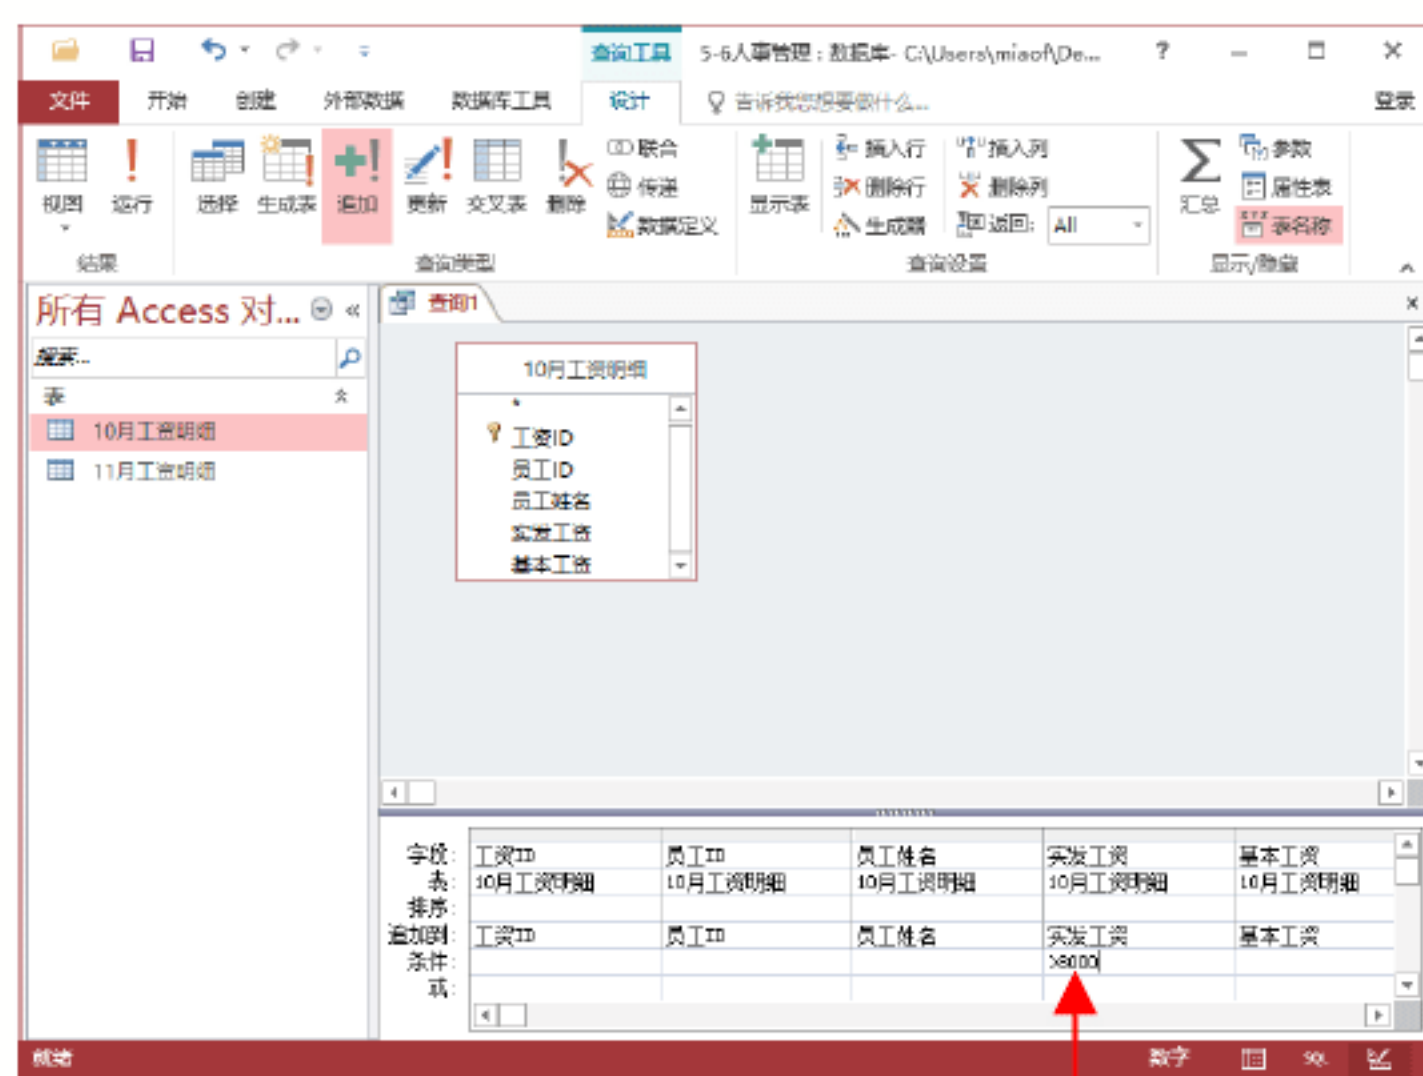 查询工具 5-6人事管理：数据库- C:\Users\miaof\De... ?
文件 开始 创建 外部数据 数据库工具 设计 告诉我您想要做什么... 登录
联合 插入行 插入列 参数
传递 删除行 删除列 属性表
视图 运行 选择 生成表 追加 更新 交叉表 删除 显示表 汇总
数据定义 生成器 返回: All 表名称
结果 查询类型 查询设置 显示/隐藏
所有 Access 对... «
查询1
搜索...
表
10月工资明细
11月工资明细
10月工资明细
*
工资ID
员工ID
员工姓名
实发工资
基本工资
字段: 工资ID 员工ID 员工姓名 实发工资 基本工资
表: 10月工资明细 10月工资明细 10月工资明细 10月工资明细 10月工资明细
排序:
追加到: 工资ID 员工ID 员工姓名 实发工资 基本工资
条件: >8000
或:
就绪 数字 SQL